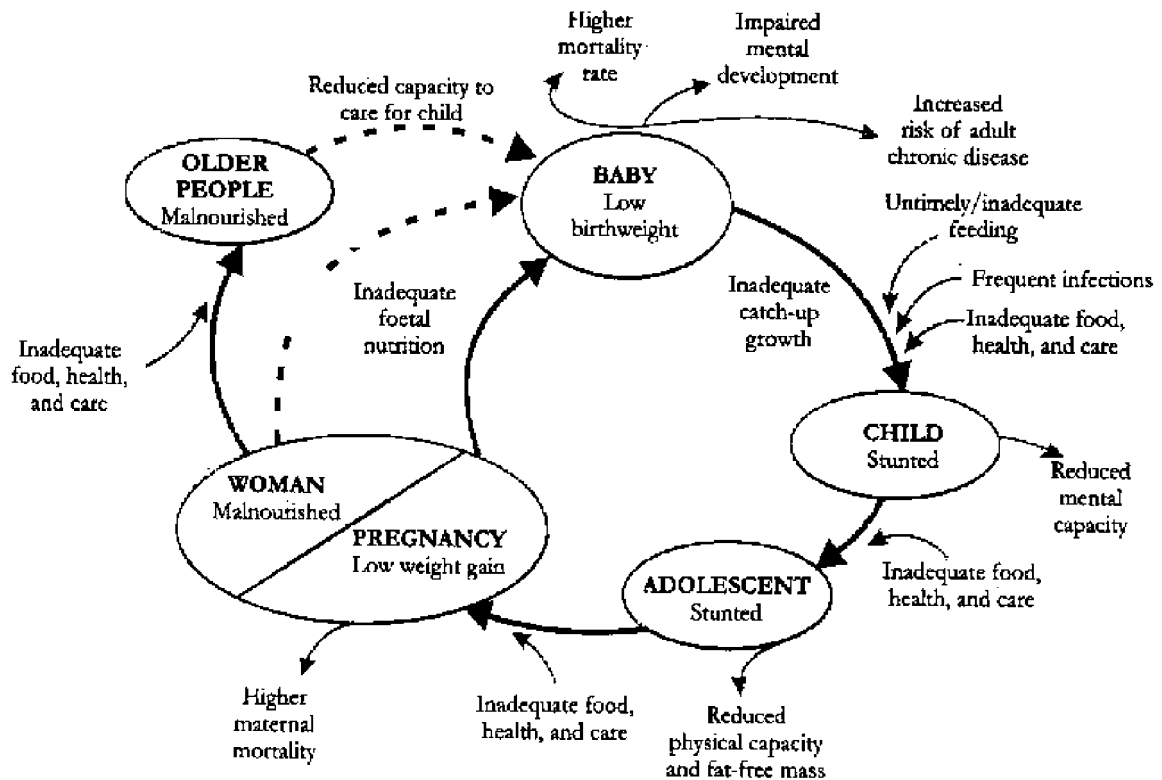 Higher
mortality
rate
Impaired
mental
development
Reduced capacity to
care for child
Increased
risk of adult
chronic disease
OLDER
PEOPLE
Malnourished
BABY
Low
birthweight
Untimely/inadequate
feeding
Inadequate
foetal
nutrition
Inadequate
catch-up
growth
Frequent infections
Inadequate food,
health, and care
Inadequate
food, health,
and care
CHILD
Stunted
Reduced
mental
capacity
WOMAN
Malnourished
PREGNANCY
Low weight gain
ADOLESCENT
Stunted
Inadequate food,
health, and care
Higher
maternal
mortality
Inadequate food,
health, and care
Reduced
physical capacity
and fat-free mass